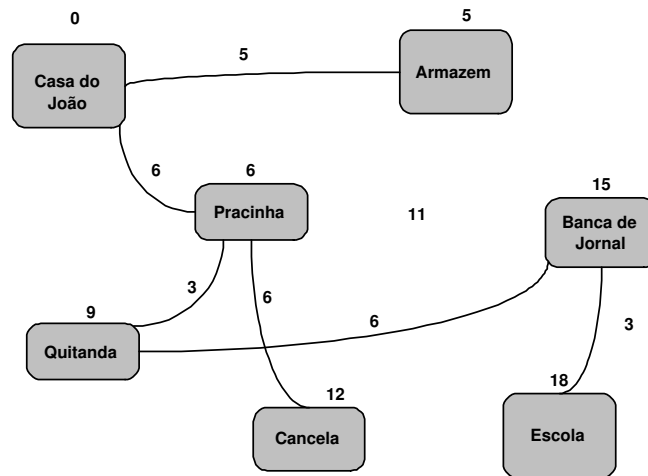 0
5
5
Casa do
João
Armazem
6
6
Pracinha
11
15
Banca de
Jornal
3
6
9
6
3
Quitanda
12
18
Cancela
Escola